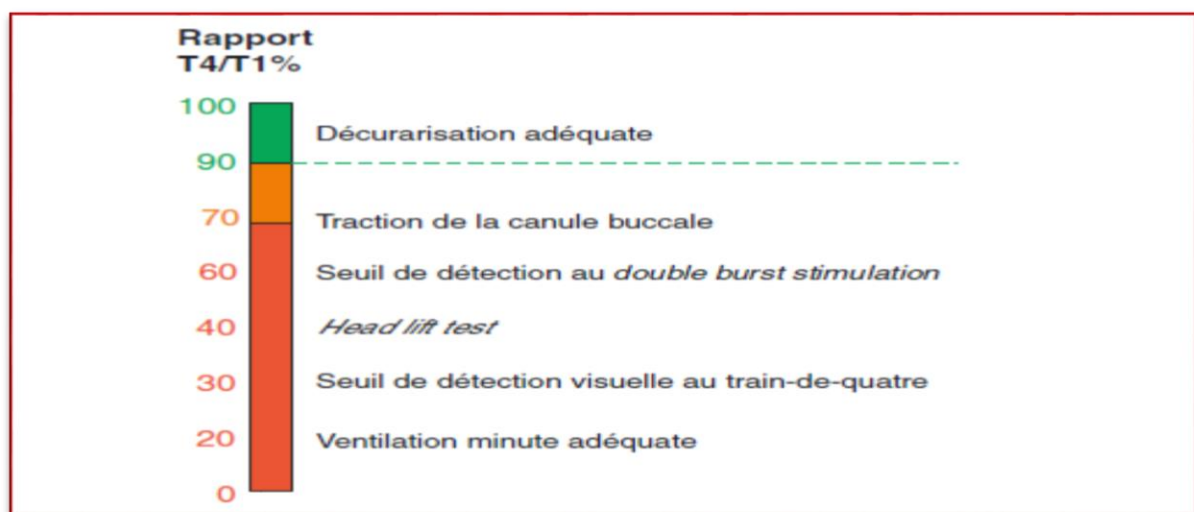 Rapport
T4/T1%
100
Décurarisation adéquate
90
70 Traction de la canule buccale
60 Seuil de détection au double burst stimulation
40 Head lift test
30 Seuil de détection visuelle au train-de-quatre
20 Ventilation minute adéquate
0